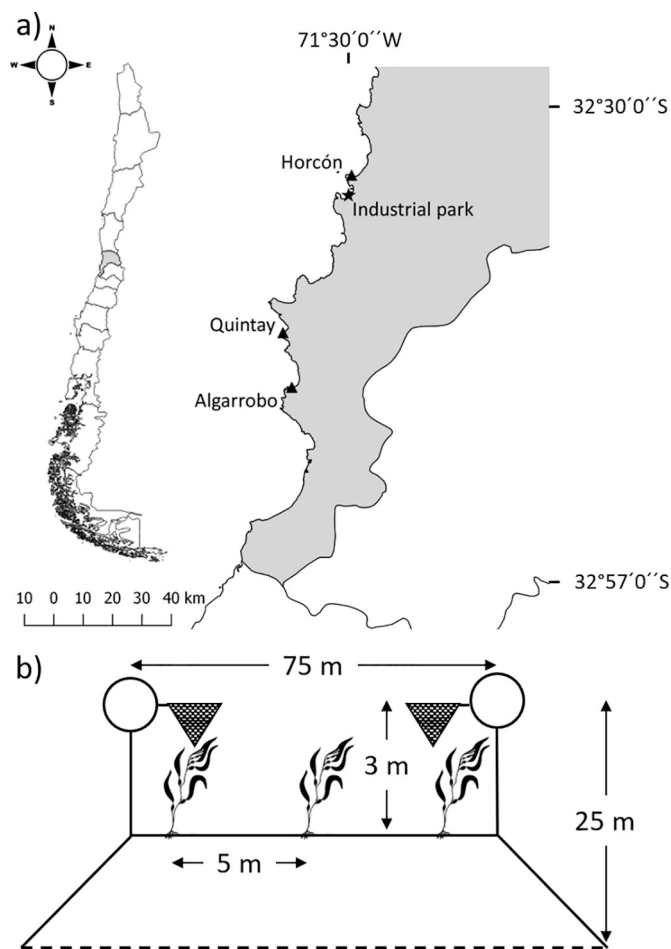 a)
N
W
E
S
71°30´0´´W
32°30´0´´S
Horcón
Industrial park
Quintay
Algarrobo
32°57´0´´S
10 0 10 20 30 40 km
b)
75 m
3 m
25 m
5 m